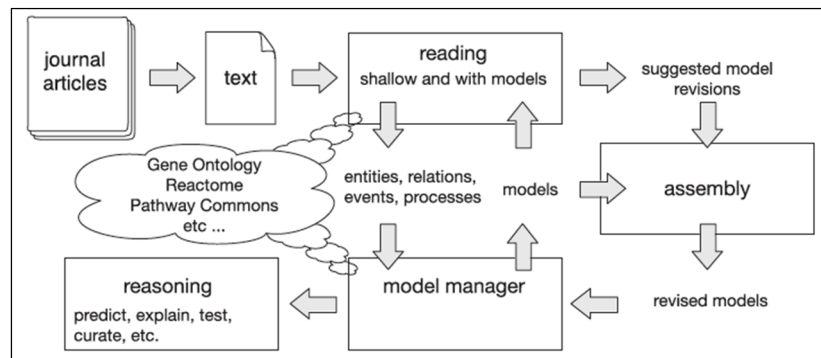 journal
articles
text
reading
shallow and with models
suggested model
revisions
Gene Ontology
Reactome
Pathway Commons
etc ...
entities, relations,
events, processes
models
assembly
reasoning
predict, explain, test,
curate, etc.
model manager
revised models